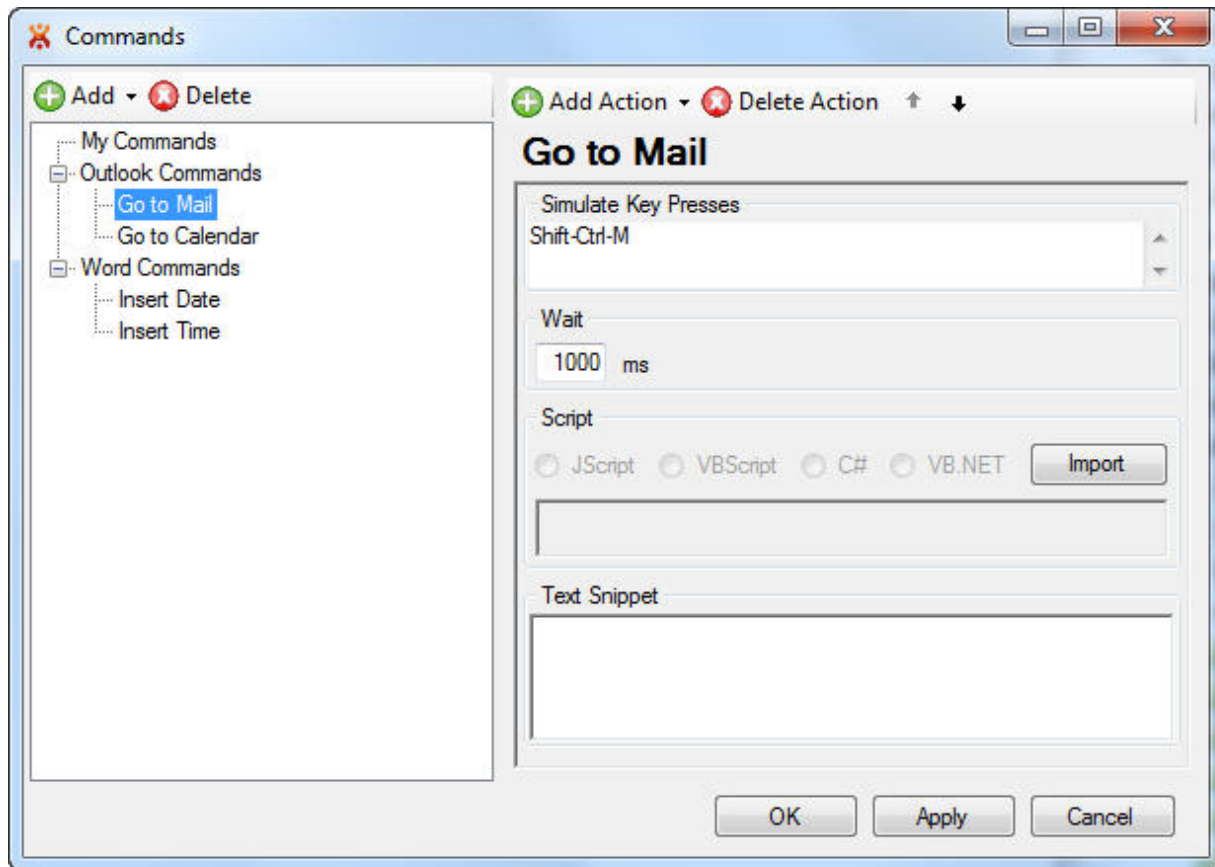 Commands
Add Delete
My Commands
Outlook Commands
Go to Mail
Go to Calendar
Word Commands
Insert Date
Insert Time
Add Action Delete Action
Go to Mail
Simulate Key Presses
Shift-Ctrl-M
Wait
1000 ms
Script
JScript VBScript C# VB.NET Import
Text Snippet
OK Apply Cancel